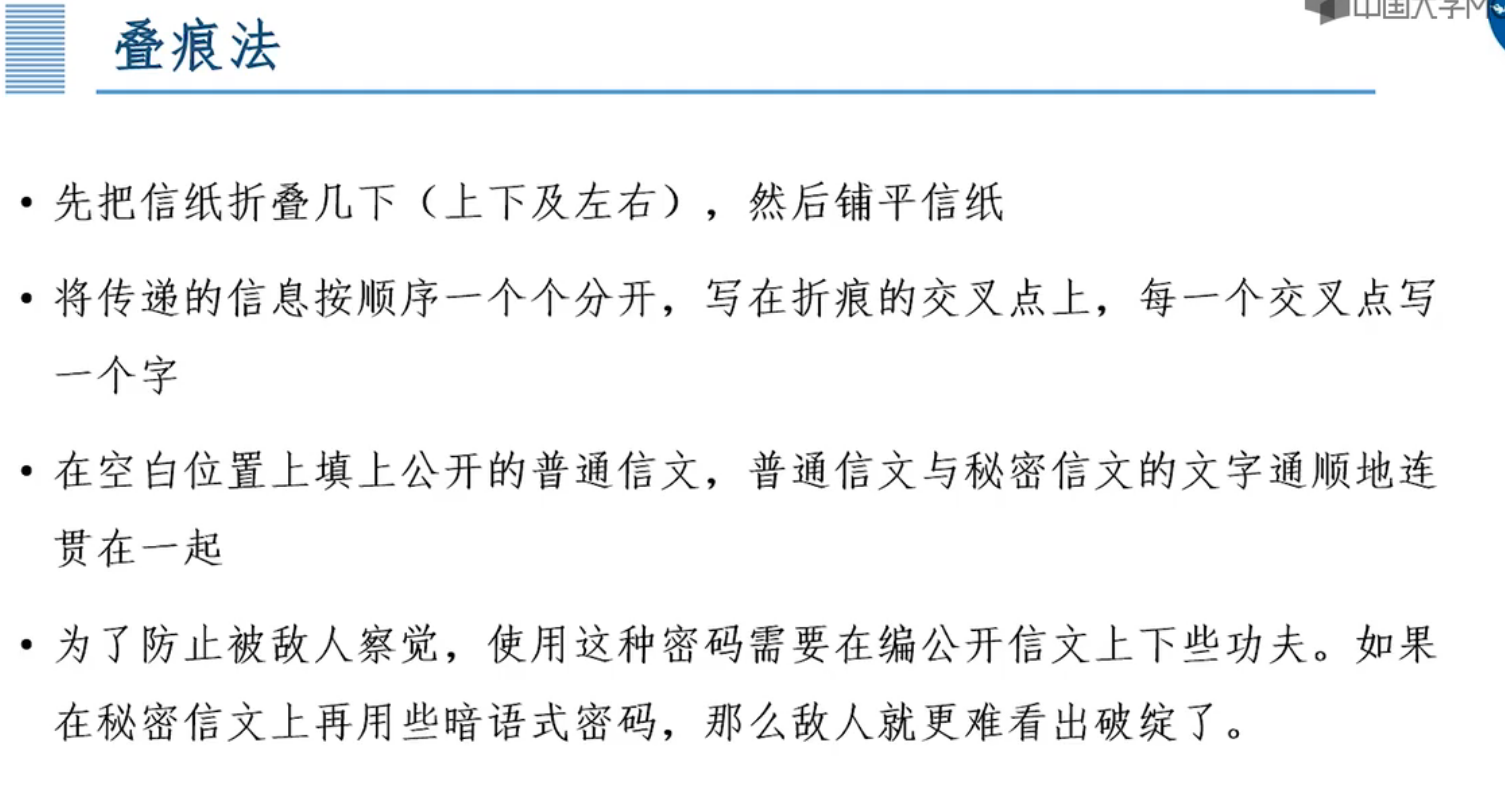 中国大学M
叠痕法
• 先把信纸折叠几下（上下及左右），然后铺平信纸
• 将传递的信息按顺序一个个分开，写在折痕的交叉点上，每一个交叉点写
一个字
• 在空白位置上填上公开的普通信文，普通信文与秘密信文的文字通顺地连
贯在一起
• 为了防止被敌人察觉，使用这种密码需要在编公开信文上下些功夫。如果
在秘密信文上再用些暗语式密码，那么敌人就更难看出破绽了。